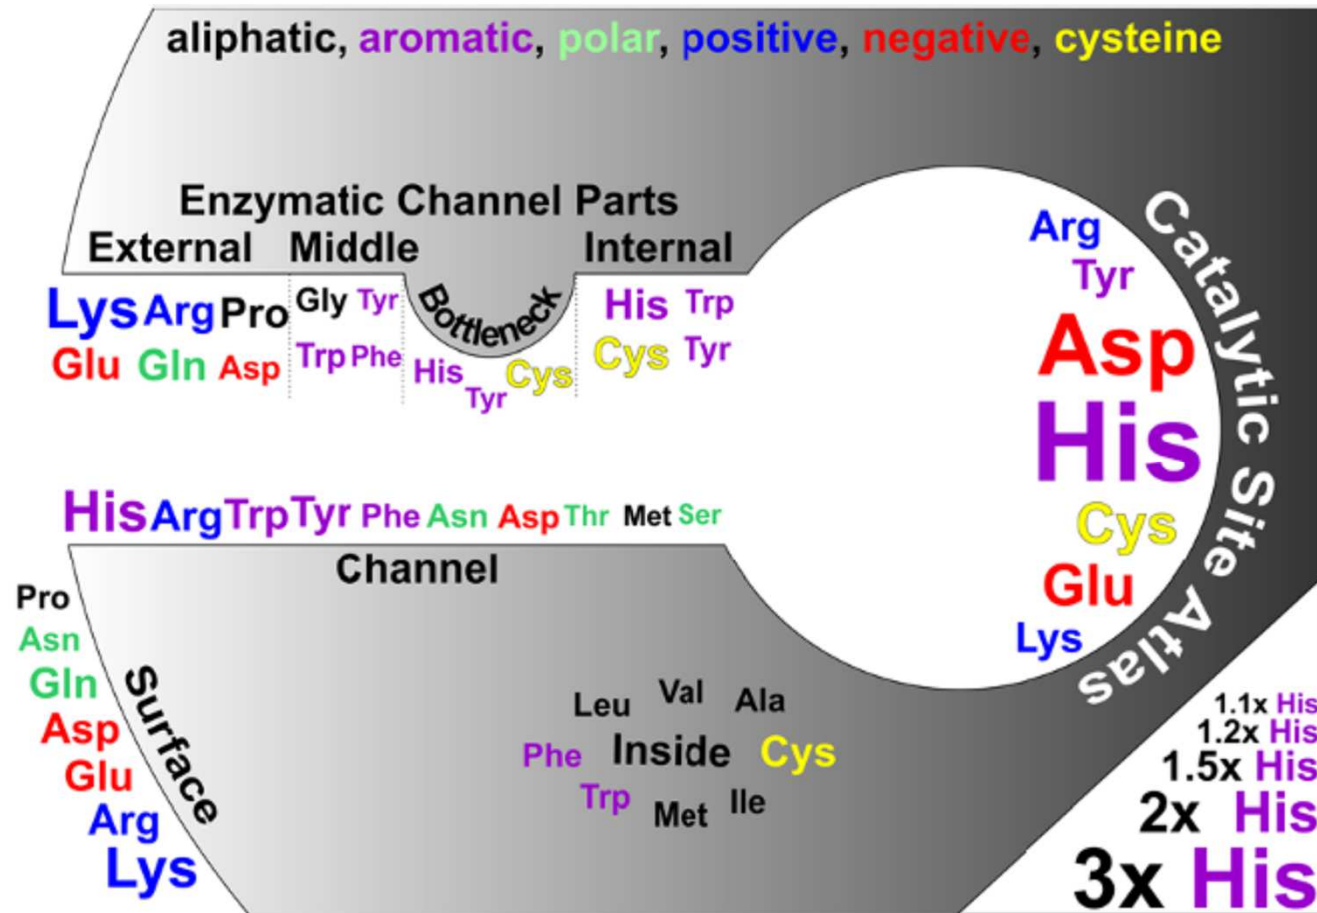 aliphatic, aromatic, polar, positive, negative, cysteine
Enzymatic Channel Parts
External Middle Internal
Bottleneck
Lys Arg Pro Gly Tyr His Trp
Glu Gln Asp Trp Phe His Tyr Cys Cys Tyr
His Arg Trp Tyr Phe Asn Asp Thr Met Ser
Channel
Arg
Tyr
Asp
His
Cys
Glu
Lys
Catalytic Site Atlas
Pro
Asn
Gln
Asp
Glu
Arg
Lys
Surface
Leu Val Ala
Phe Inside Cys
Trp Met Ile
1.1x His
1.2x His
1.5x His
2x His
3x His